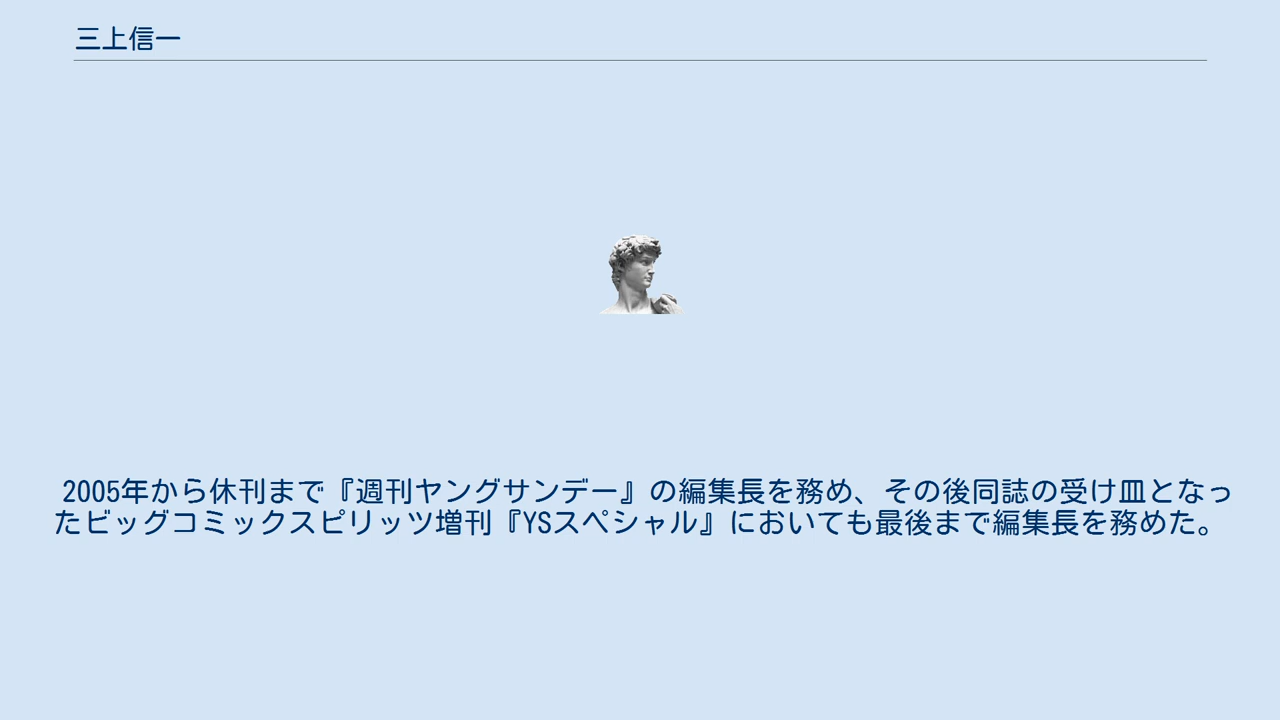 三上信一
2005年から休刊まで『週刊ヤングサンデー』の編集長を務め、その後同誌の受け皿となっ
たビッグコミックスピリッツ増刊『YSスペシャル』においても最後まで編集長を務めた。